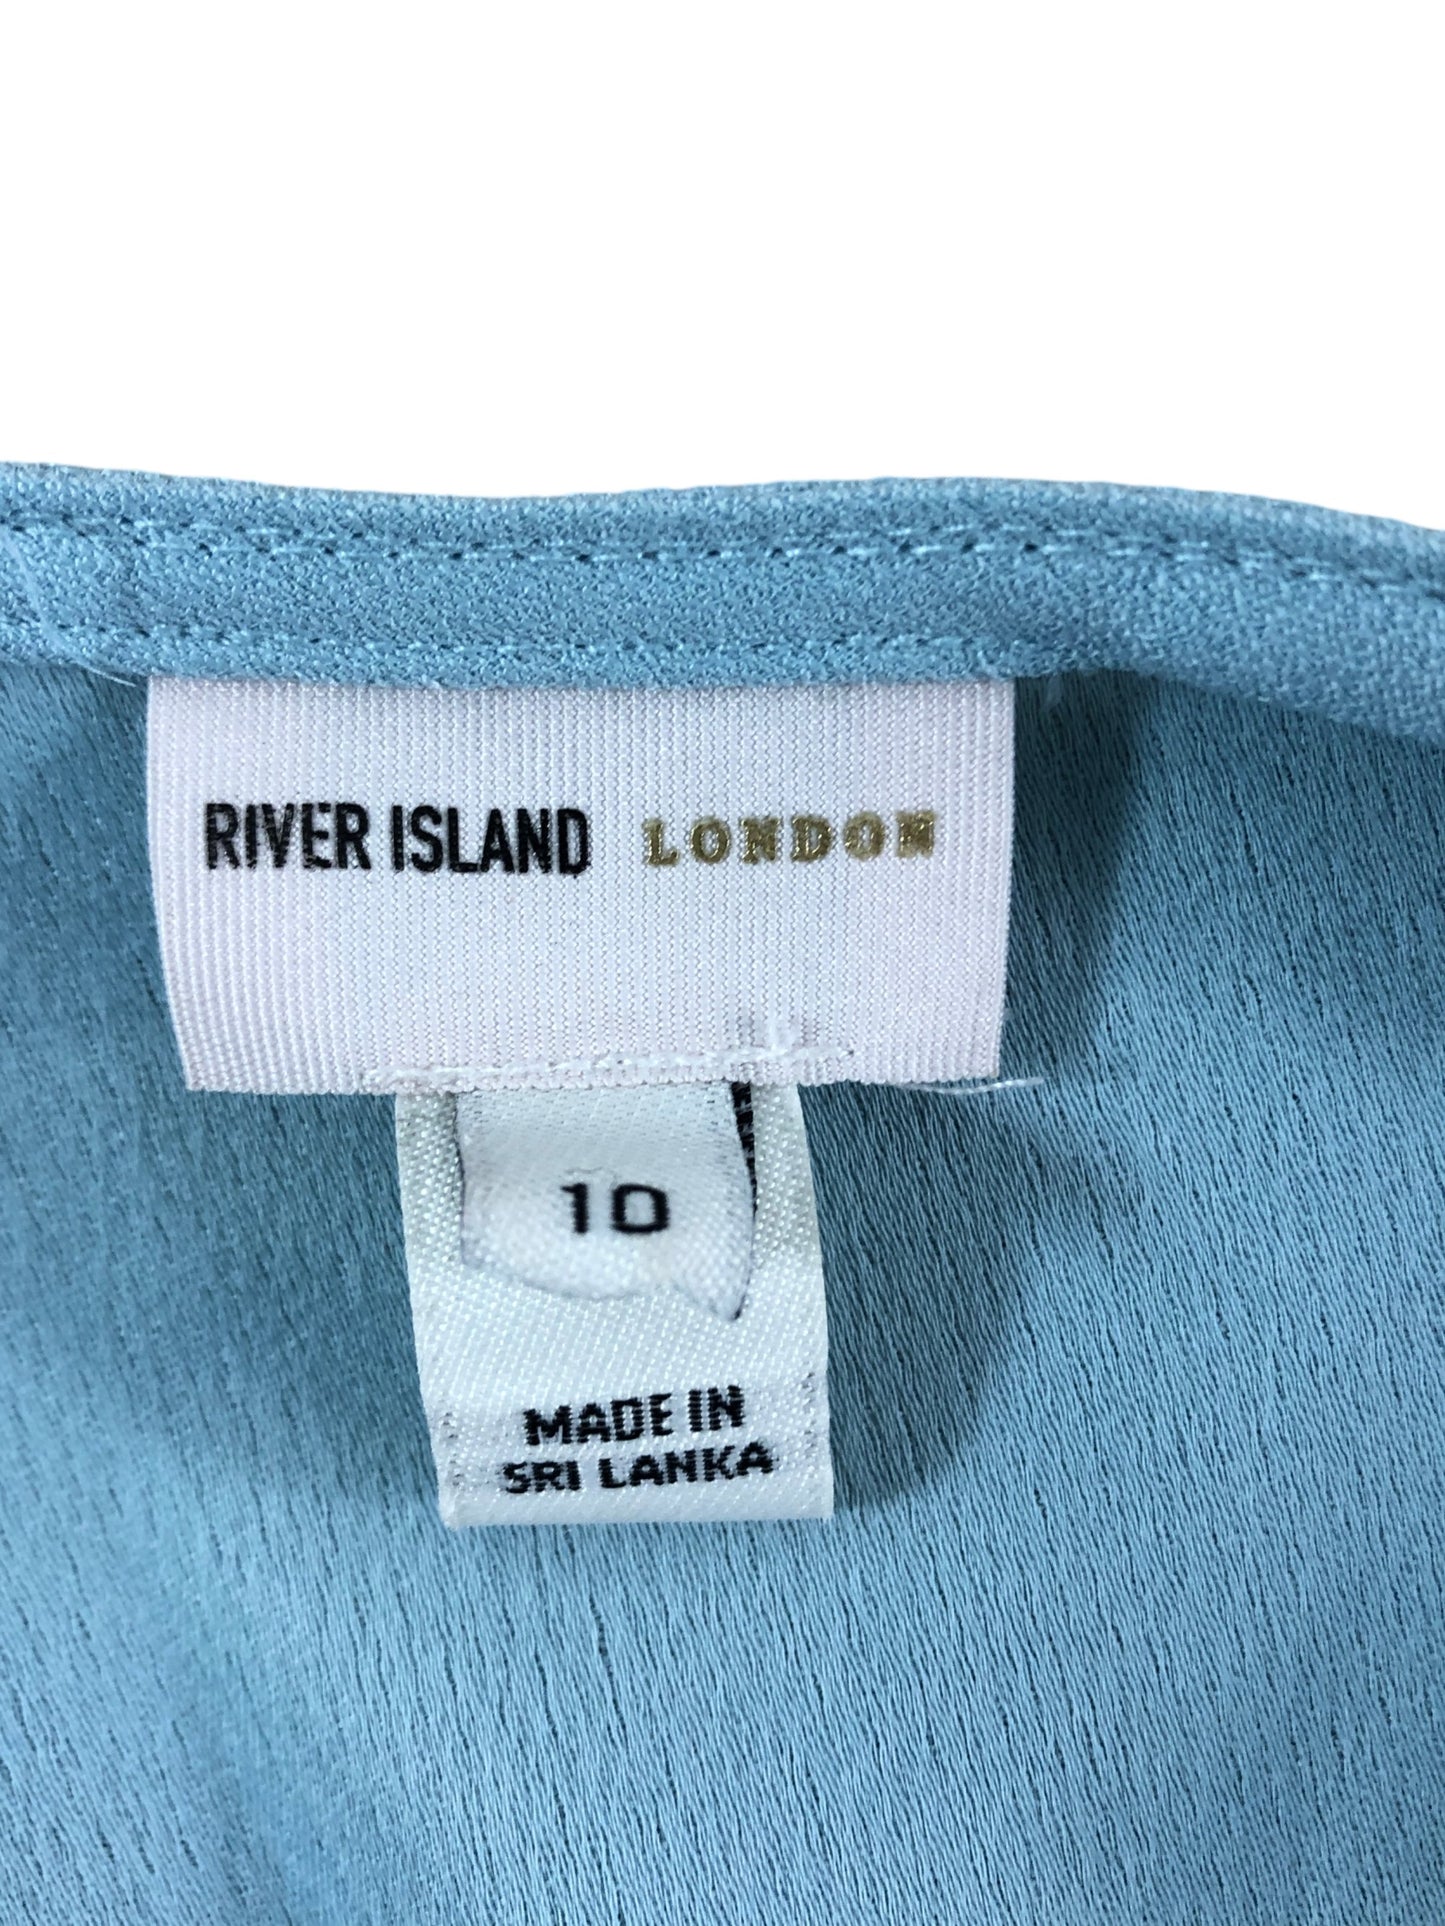 RIVER ISLAND LONDON
10
MADE IN
SRI LANKA